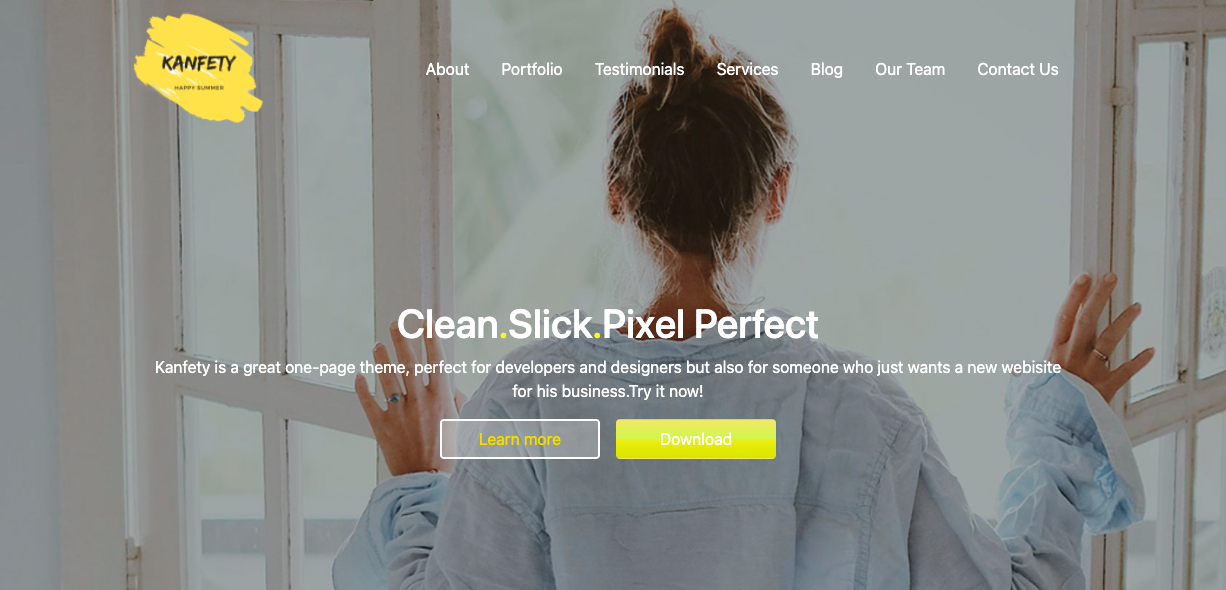 KANFETY
HAPPY SUMMER
About Portfolio Testimonials Services Blog Our Team Contact Us
Clean.Slick.Pixel Perfect
Kanfety is a great one-page theme, perfect for developers and designers but also for someone who just wants a new webisite
for his business.Try it now!
Learn more Download